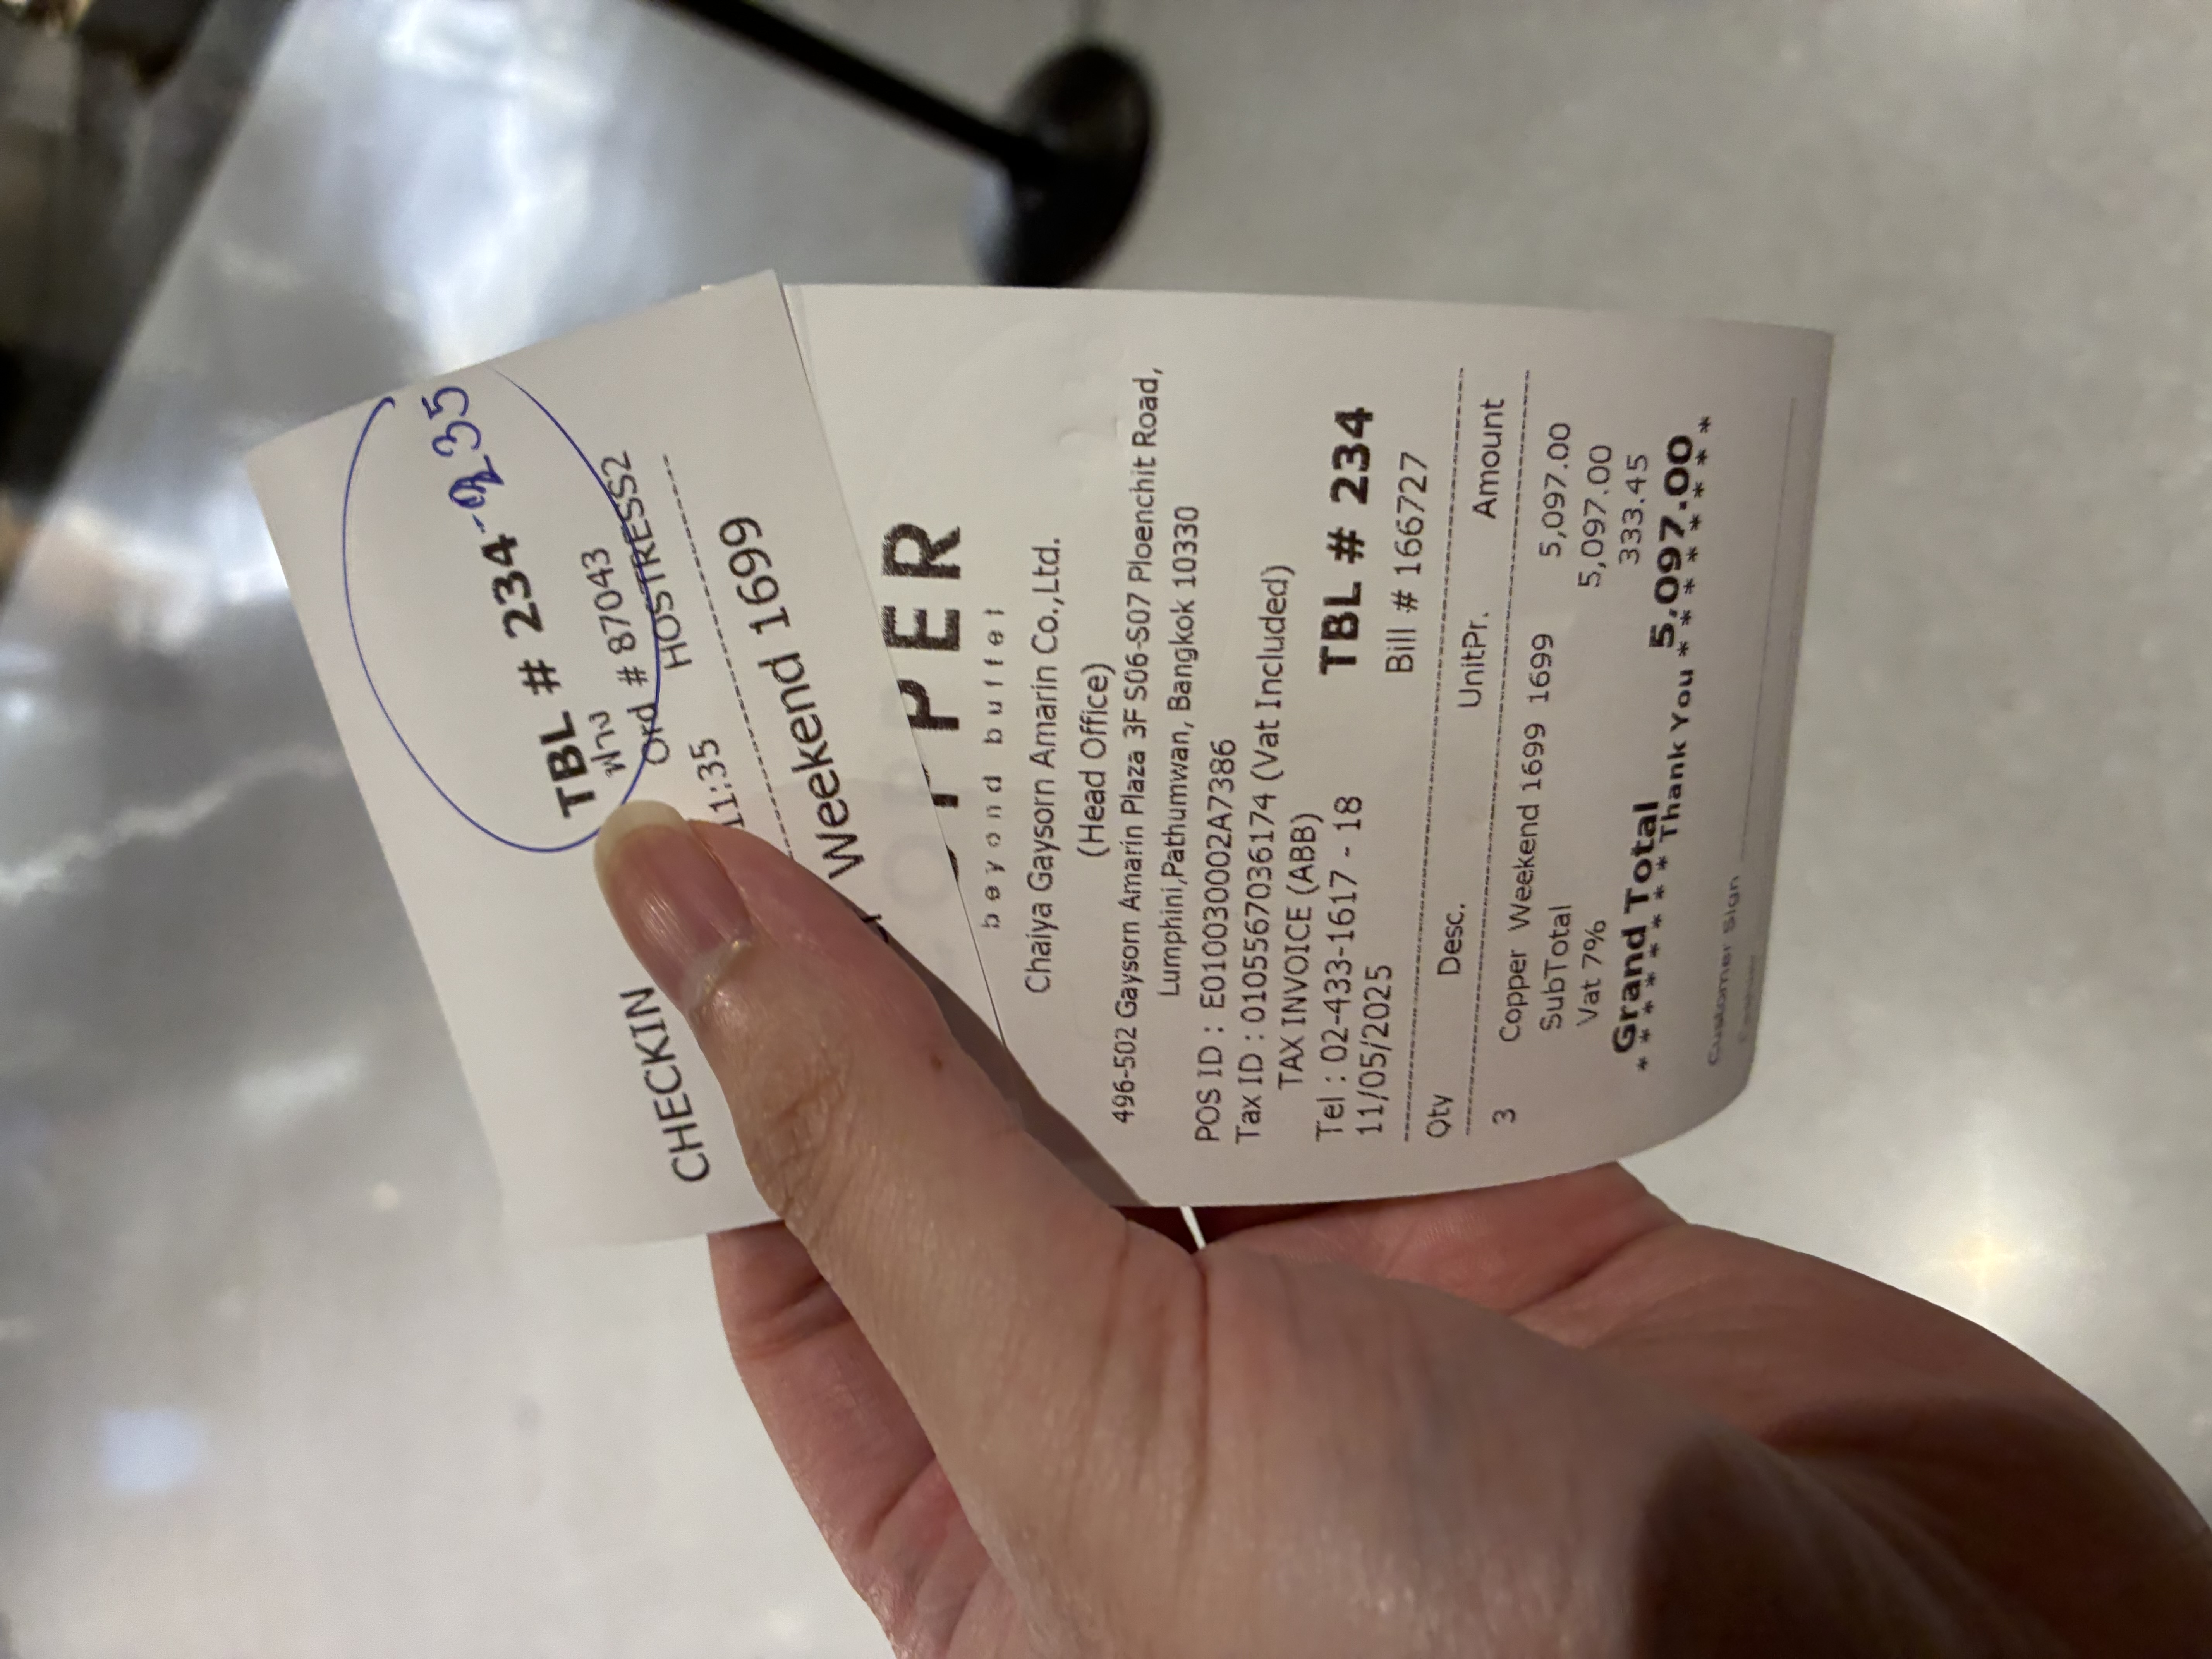 TBL # 234-235
ฟาง
Ord # 87043
CHECKIN 11:35 HOSTRESS2
Weekend 1699
PER
beyond buffet
Chaiya Gaysorn Amarin Co.,Ltd.
(Head Office)
496-502 Gaysorn Amarin Plaza 3F S06-S07 Ploenchit Road,
Lumphini,Pathumwan, Bangkok 10330
POS ID : E010030002A7386
Tax ID : 0105567036174 (Vat Included)
TAX INVOICE (ABB)
Tel : 02-433-1617 - 18 TBL # 234
11/05/2025 Bill # 166727
Qty Desc. UnitPr. Amount
3 Copper Weekend 1699 1699 5,097.00
SubTotal 5,097.00
Vat 7% 333.45
Grand Total 5,097.00
* * * * * * * Thank You * * * * * * * *
Customer Sign